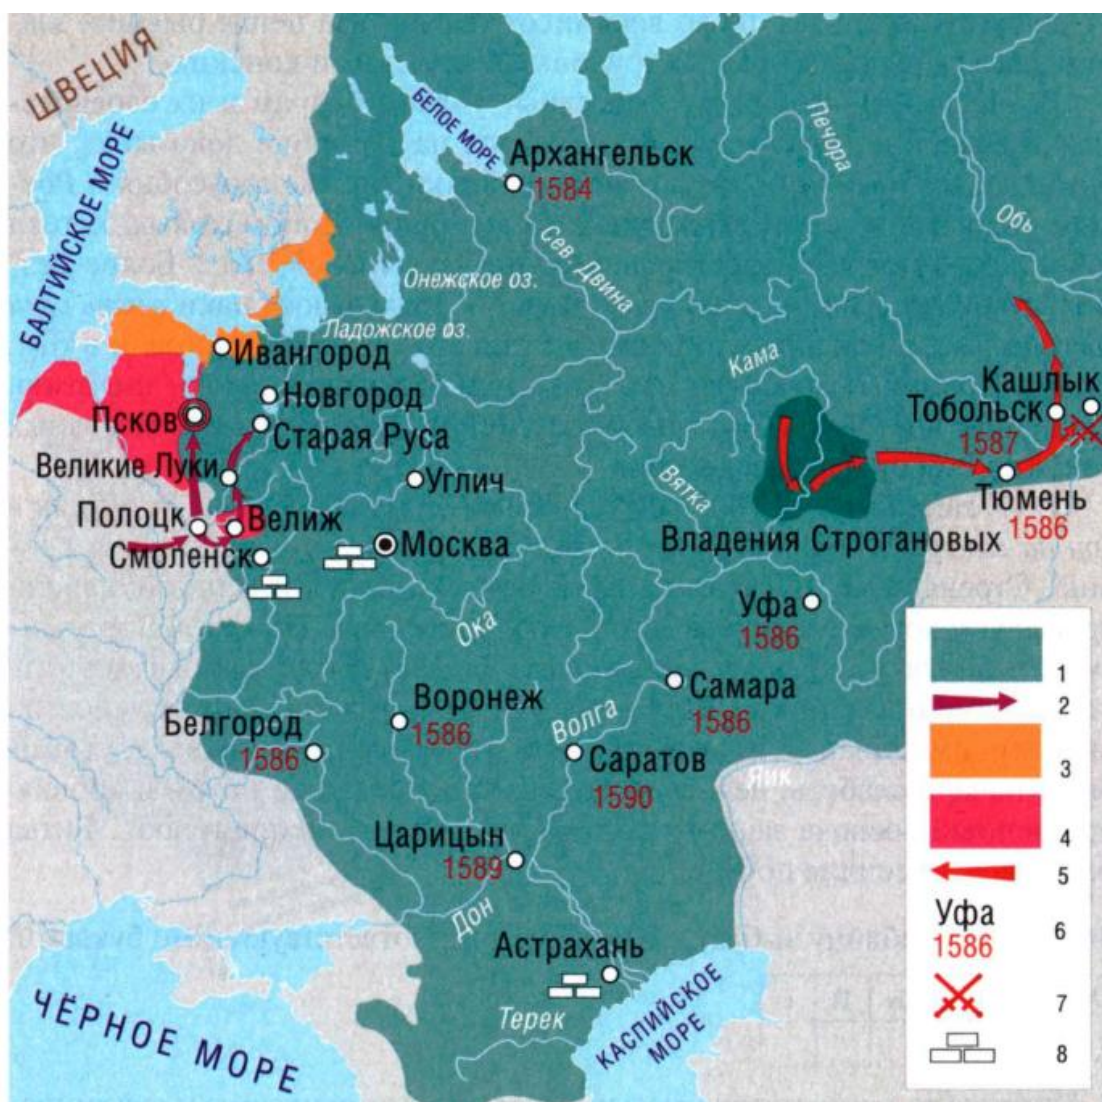 ШВЕЦИЯ
БАЛТИЙСКОЕ МОРЕ
БЕЛОЕ МОРЕ
Архангельск
1584
Печора
Обь
Сев Двина
Онежское оз.
Ладожское оз.
Ивангород
Новгород
Псков
Старая Руса
Великие Луки
Углич
Полоцк
Велиж
Смоленск
Москва
Кама
Вятка
Кашлык
Тобольск
1587
Тюмень
1586
Владения Строгановых
Ока
Уфа
1586
Самара
1586
Воронеж
1586
Белгород
1586
Волга
Саратов
1590
Яик
Царицын
1589
Дон
Астрахань
Терек
ЧЁРНОЕ МОРЕ
КАСПИЙСКОЕ
МОРЕ
1
2
3
4
5
Уфа
1586
6
7
8